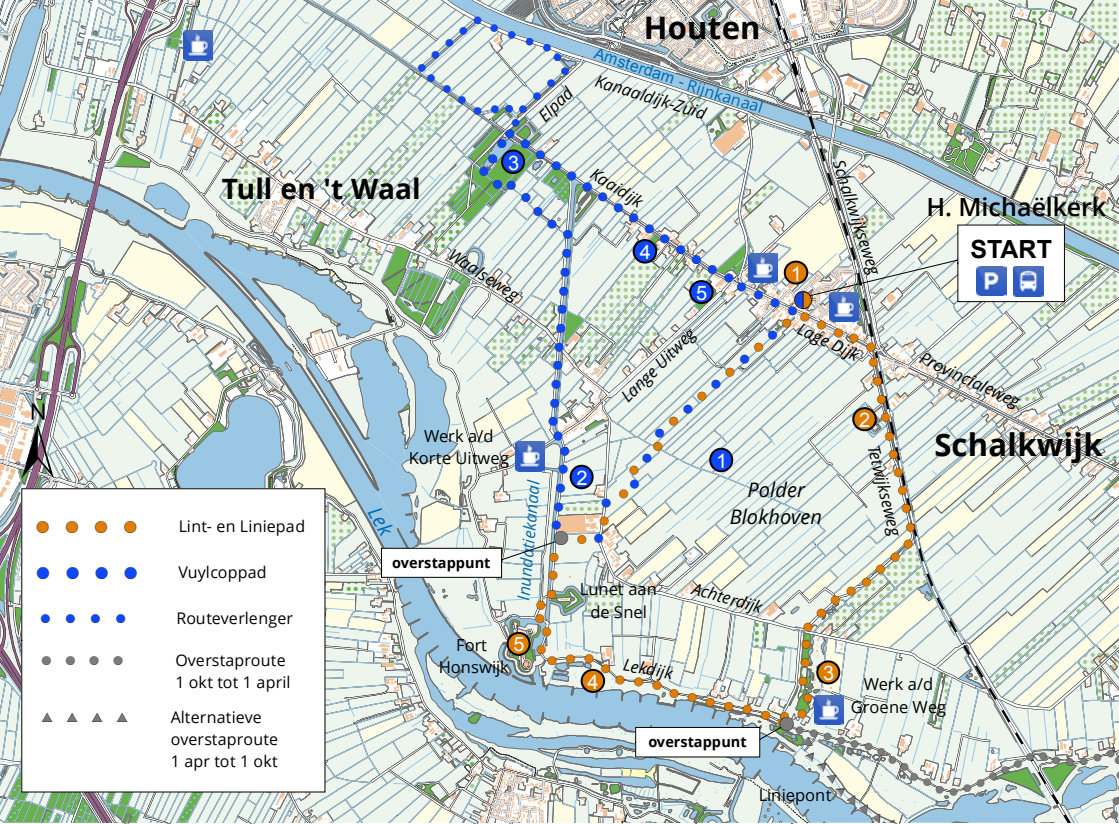 Houten
Amsterdam - Rijnkanaal
Kanaaldijk-Zuid
Elpad
3
Tull en 't Waal
Kaaidijk
Schalkwijkseweg
H. Michaëlkerk
START
P
4
1
5
Waalseweg
Lage Dijk
Lange Uitweg
Provincialeweg
N
2
Schalkwijk
Werk a/d
Korte Uitweg
Tetwijkseweg
1
2
Polder
Blokhoven
Lek
Inundatiekanaal
overstappunt
Lunet aan
de Snel
Achterdijk
Fort
Honswijk
5
Lekdijk
4
3
Werk a/d
Groene Weg
overstappunt
Liniepont
Lint- en Liniepad
Vuylcoppad
Routeverlenger
Overstaproute
1 okt tot 1 april
Alternatieve
overstaproute
1 apr tot 1 okt